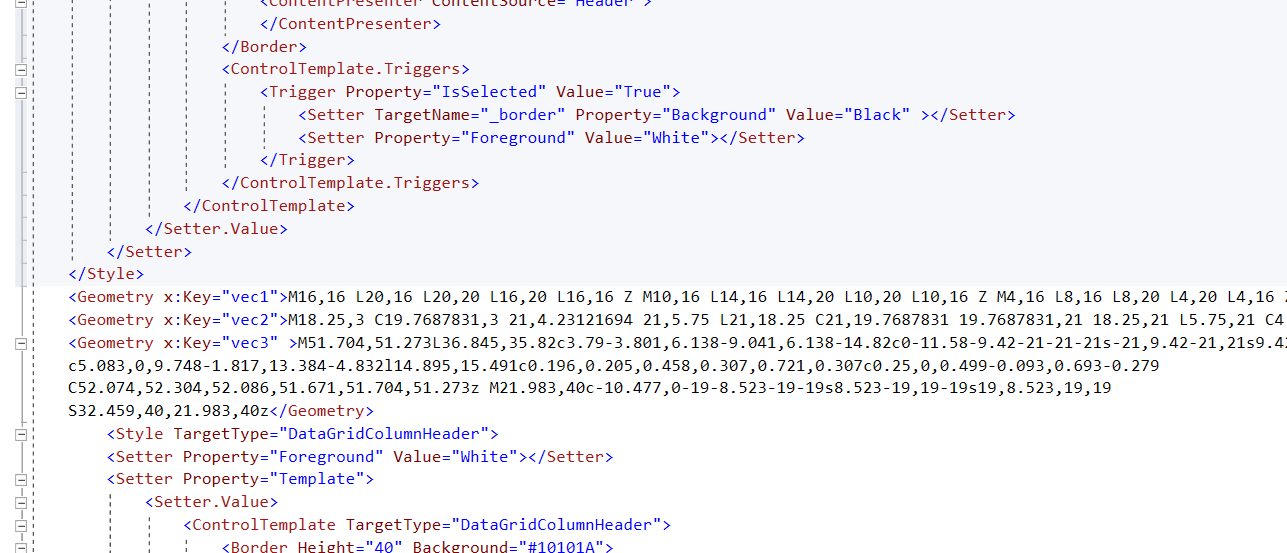 <ContentPresenter ContentSource="Header">
</ContentPresenter>
</Border>
<ControlTemplate.Triggers>
<Trigger Property="IsSelected" Value="True">
<Setter TargetName="_border" Property="Background" Value="Black" ></Setter>
<Setter Property="Foreground" Value="White"></Setter>
</Trigger>
</ControlTemplate.Triggers>
</ControlTemplate>
</Setter.Value>
</Setter>
</Style>
<Geometry x:Key="vec1">M16,16 L20,16 L20,20 L16,20 L16,16 Z M10,16 L14,16 L14,20 L10,20 L10,16 Z M4,16 L8,16 L8,20 L4,20 L4,16 Z
<Geometry x:Key="vec2">M18.25,3 C19.7687831,3 21,4.23121694 21,5.75 L21,18.25 C21,19.7687831 19.7687831,21 18.25,21 L5.75,21 C4
<Geometry x:Key="vec3" >M51.704,51.273L36.845,35.82c3.79-3.801,6.138-9.041,6.138-14.82c0-11.58-9.42-21-21-21s-21,9.42-21,21s9.42
c5.083,0,9.748-1.817,13.384-4.832l14.895,15.491c0.196,0.205,0.458,0.307,0.721,0.307c0.25,0,0.499-0.093,0.693-0.279
C52.074,52.304,52.086,51.671,51.704,51.273z M21.983,40c-10.477,0-19-8.523-19-19s8.523-19,19-19s19,8.523,19,19
S32.459,40,21.983,40z</Geometry>
<Style TargetType="DataGridColumnHeader">
<Setter Property="Foreground" Value="White"></Setter>
<Setter Property="Template">
<Setter.Value>
<ControlTemplate TargetType="DataGridColumnHeader">
<Border Height="40" Background="#10101A">